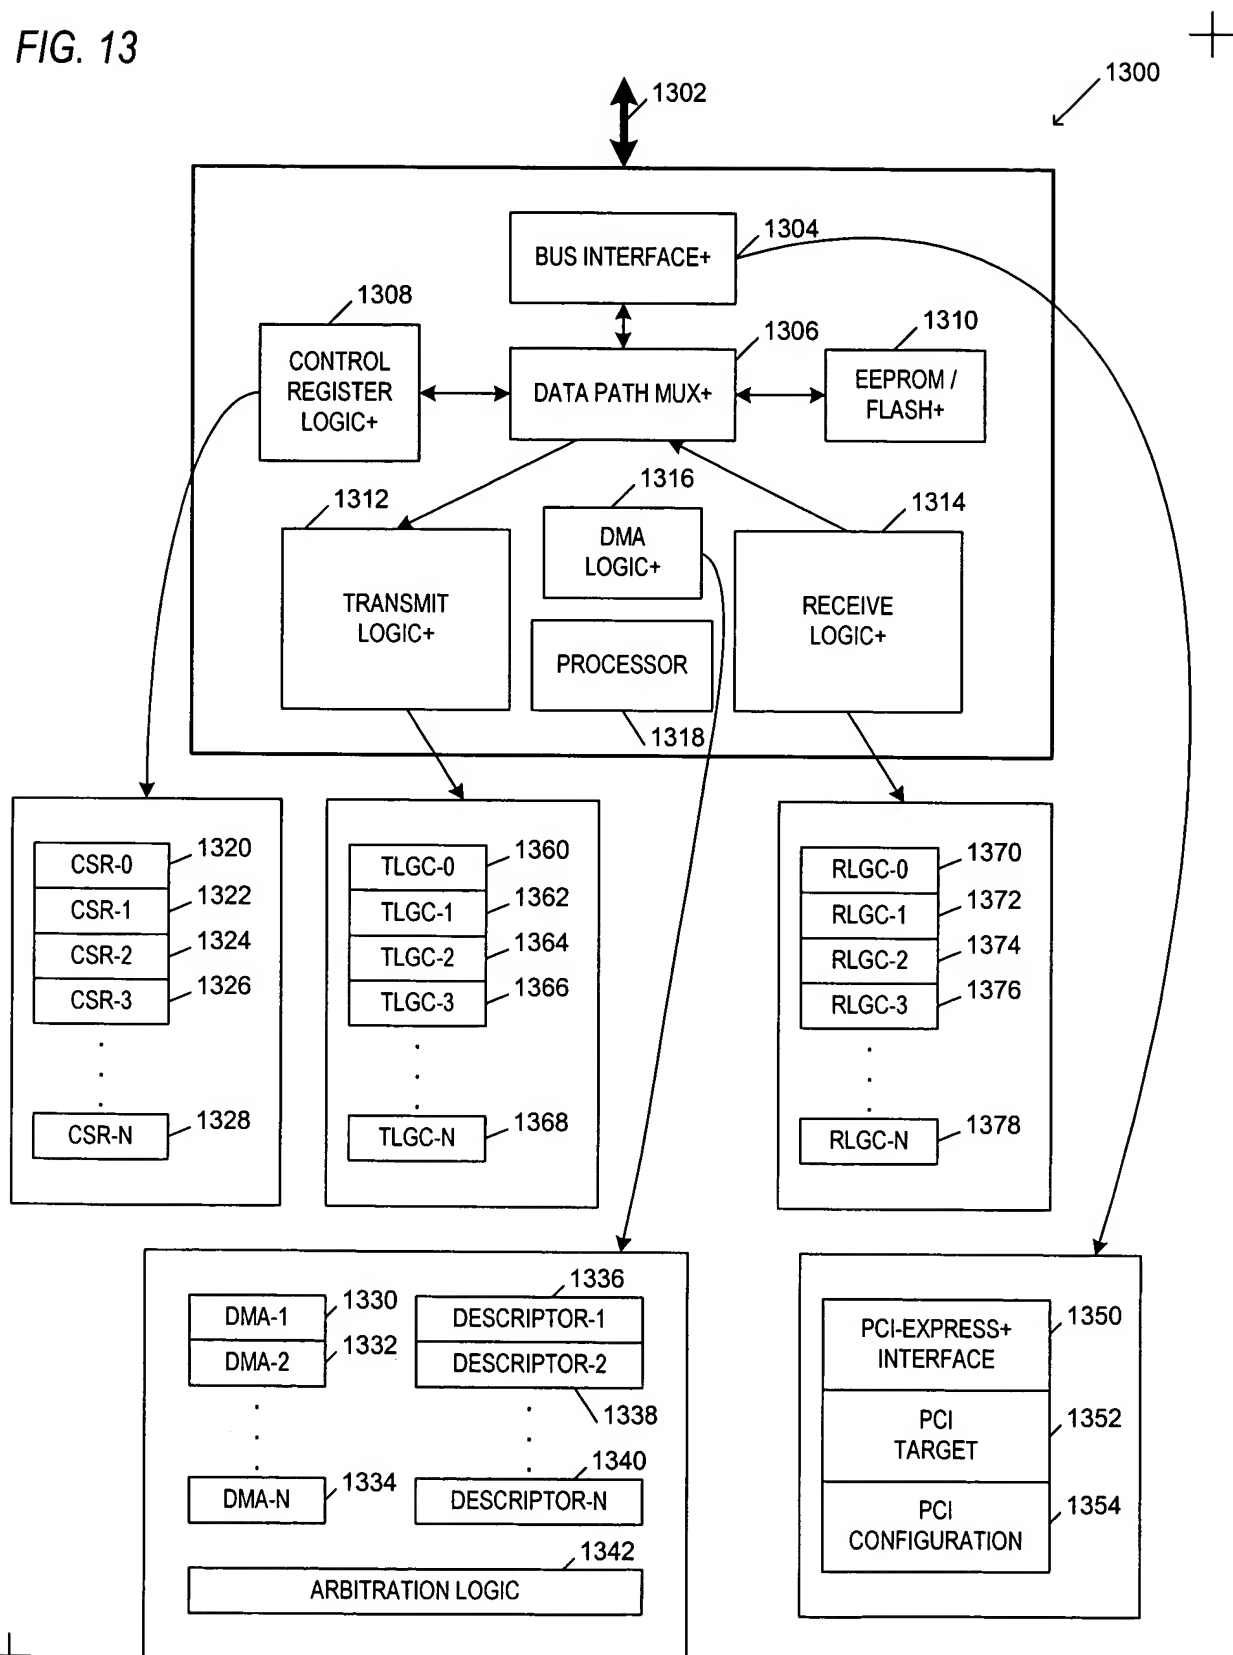 FIG. 13
1300
1302
1304
BUS INTERFACE+
1308
CONTROL
REGISTER
LOGIC+
1306
DATA PATH MUX+
1310
EEPROM /
FLASH+
1312
TRANSMIT
LOGIC+
1316
DMA
LOGIC+
1314
RECEIVE
LOGIC+
PROCESSOR
1318
CSR-0 1320
CSR-1 1322
CSR-2 1324
CSR-3 1326
CSR-N 1328
TLGC-0 1360
TLGC-1 1362
TLGC-2 1364
TLGC-3 1366
TLGC-N 1368
RLGC-0 1370
RLGC-1 1372
RLGC-2 1374
RLGC-3 1376
RLGC-N 1378
DMA-1 1330
DMA-2 1332
DMA-N 1334
1336
DESCRIPTOR-1
DESCRIPTOR-2
1338
1340
DESCRIPTOR-N
1342
ARBITRATION LOGIC
PCI-EXPRESS+
INTERFACE
1350
PCI
TARGET
1352
PCI
CONFIGURATION
1354